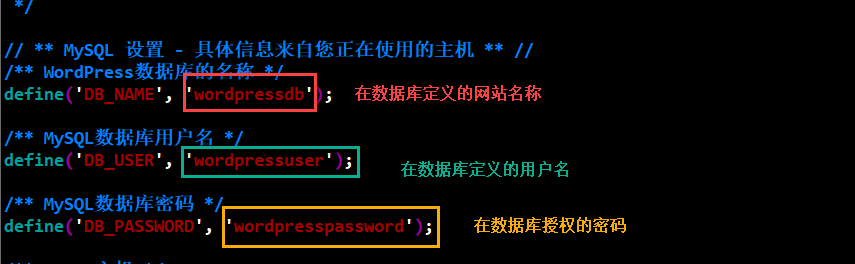 */
// ** MySQL 设置 - 具体信息来自您正在使用的主机 ** //
/** WordPress数据库的名称 */
define('DB_NAME', 'wordpressdb'); 在数据库定义的网站名称
/** MySQL数据库用户名 */
define('DB_USER', 'wordpressuser'); 在数据库定义的用户名
/** MySQL数据库密码 */
define('DB_PASSWORD', 'wordpresspassword'); 在数据库授权的密码